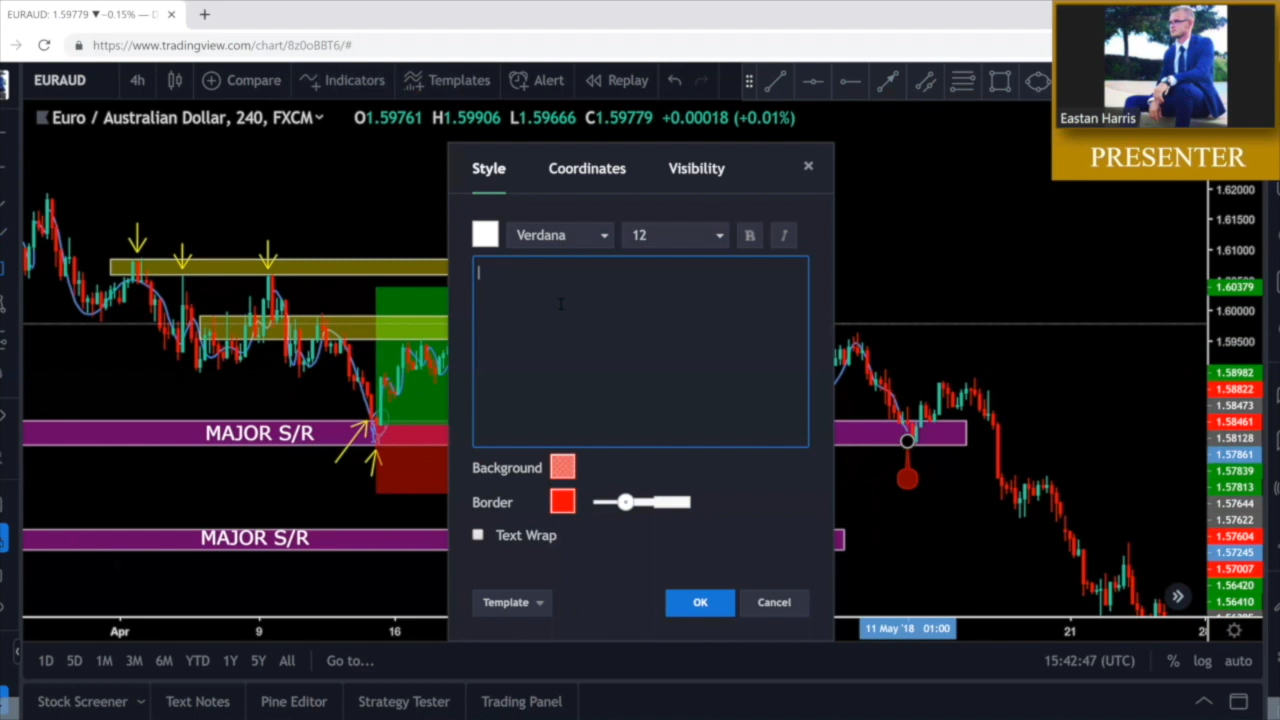 EURAUD: 1.59779 ▼ −0.15% — D
https://www.tradingview.com/chart/8z0oBBT6/#
EURAUD 4h Compare Indicators Templates Alert Replay
Euro / Australian Dollar, 240, FXCM O1.59761 H1.59906 L1.59666 C1.59779 +0.00018 (+0.01%)
Eastan Harris
PRESENTER
Style Coordinates Visibility
Verdana 12 B I
MAJOR S/R
MAJOR S/R
Background
Border
Text Wrap
Template OK Cancel
1.62000
1.61500
1.61000
1.60379
1.60000
1.59500
1.58982
1.58822
1.58473
1.58461
1.58128
1.57861
1.57839
1.57813
1.57644
1.57622
1.57604
1.57245
1.57007
1.56420
1.56410
Apr 9 16 11 May '18 01:00 21
1D 5D 1M 3M 6M YTD 1Y 5Y All Go to... 15:42:47 (UTC) % log auto
Stock Screener Text Notes Pine Editor Strategy Tester Trading Panel